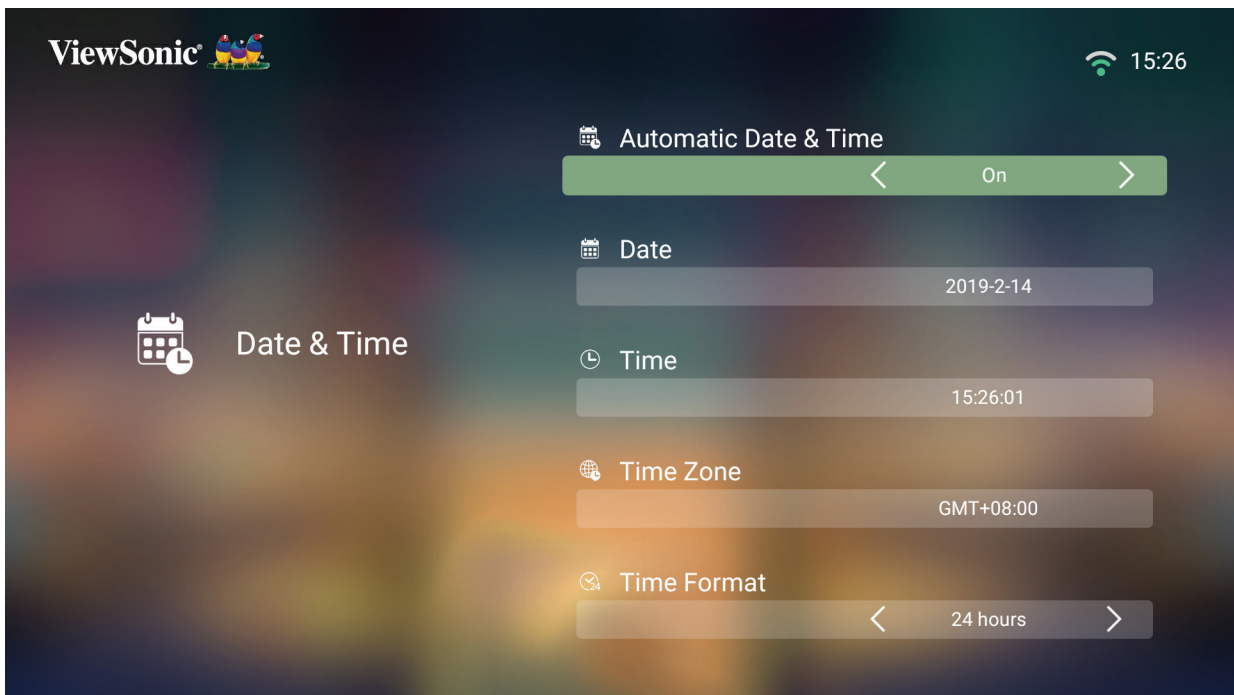 ViewSonic®
15:26
Automatic Date & Time
On
Date
2019-2-14
Date & Time
Time
15:26:01
Time Zone
GMT+08:00
24
Time Format
24 hours